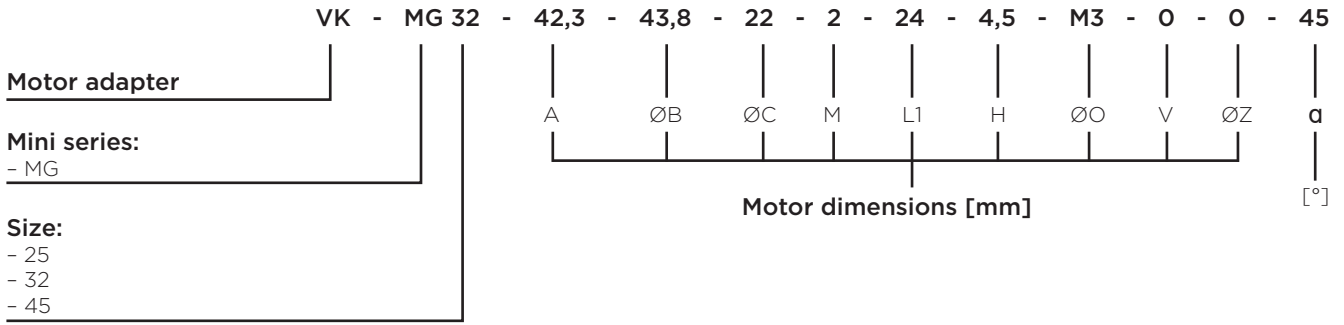 VK - MG 32 - 42,3 - 43,8 - 22 - 2 - 24 - 4,5 - M3 - 0 - 0 - 45
Motor adapter
A ØB ØC M L1 H ØO V ØZ α
Mini series:
– MG
[°]
Motor dimensions [mm]
Size:
– 25
– 32
– 45